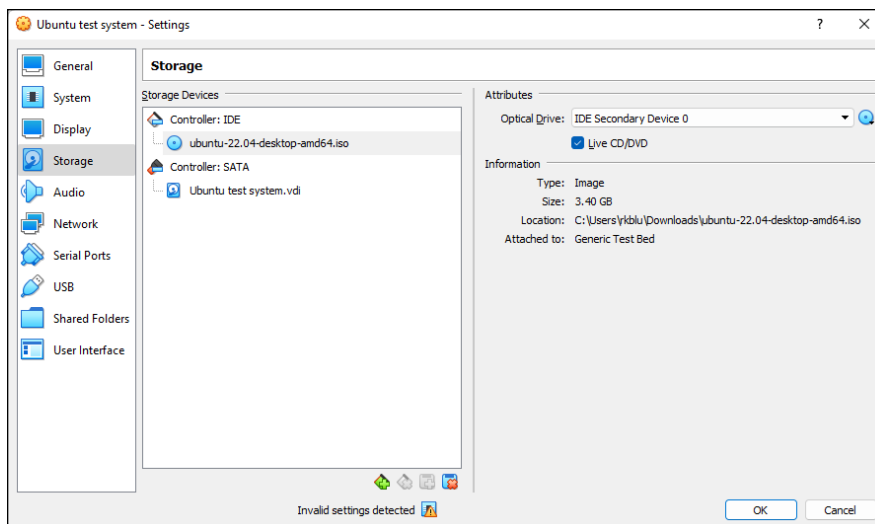 Ubuntu test system - Settings
?
General
System
Display
Storage
Audio
Network
Serial Ports
USB
Shared Folders
User Interface
Storage
Storage Devices
Controller: IDE
ubuntu-22.04-desktop-amd64.iso
Controller: SATA
Ubuntu test system.vdi
Attributes
Optical Drive: IDE Secondary Device 0
Live CD/DVD
Information
Type: Image
Size: 3.40 GB
Location: C:\Users\rkblu\Downloads\ubuntu-22.04-desktop-amd64.iso
Attached to: Generic Test Bed
Invalid settings detected
OK
Cancel